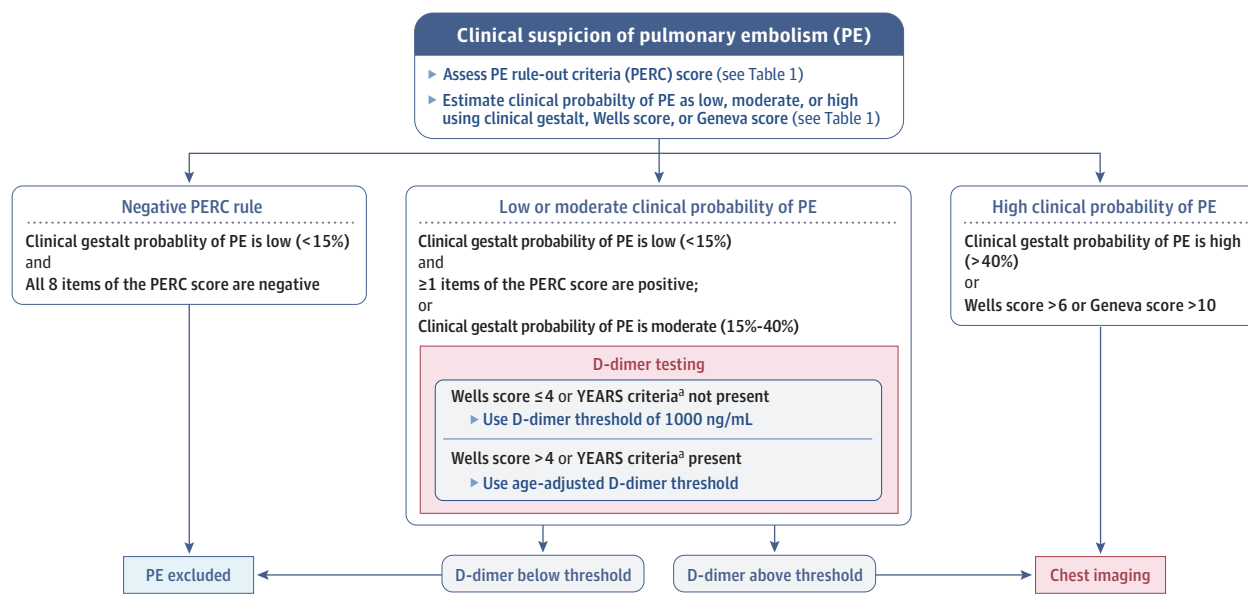 Clinical suspicion of pulmonary embolism (PE)
▶ Assess PE rule-out criteria (PERC) score (see Table 1)
▶ Estimate clinical probabilty of PE as low, moderate, or high
using clinical gestalt, Wells score, or Geneva score (see Table 1)
Negative PERC rule
Clinical gestalt probablity of PE is low (<15%)
and
All 8 items of the PERC score are negative
Low or moderate clinical probability of PE
Clinical gestalt probability of PE is low (<15%)
and
≥1 items of the PERC score are positive;
or
Clinical gestalt probability of PE is moderate (15%-40%)
D-dimer testing
Wells score ≤4 or YEARS criteriaᵃ not present
▶ Use D-dimer threshold of 1000 ng/mL
Wells score >4 or YEARS criteriaᵃ present
▶ Use age-adjusted D-dimer threshold
High clinical probability of PE
Clinical gestalt probability of PE is high
(>40%)
or
Wells score >6 or Geneva score >10
PE excluded
D-dimer below threshold
D-dimer above threshold
Chest imaging